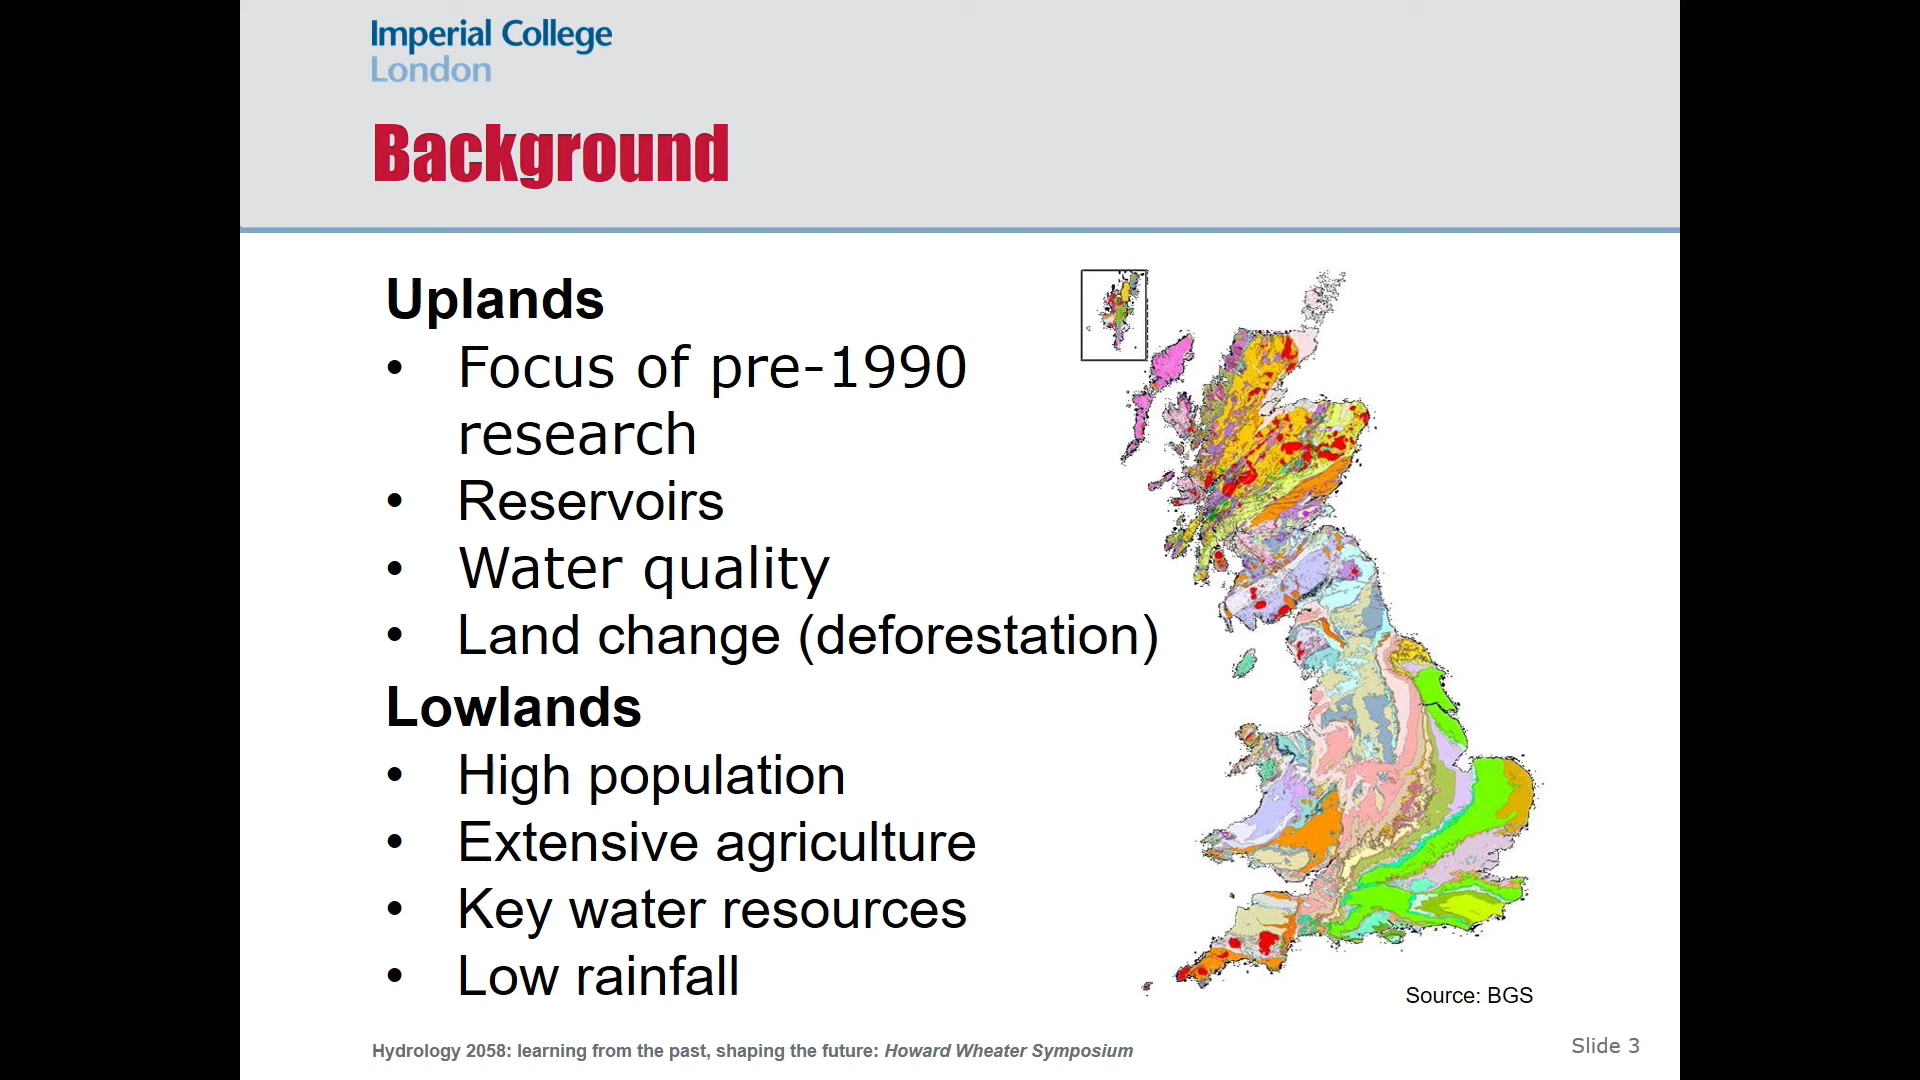 Imperial College
London
Background
Uplands
• Focus of pre-1990
research
• Reservoirs
• Water quality
• Land change (deforestation)
Lowlands
• High population
• Extensive agriculture
• Key water resources
• Low rainfall
Source: BGS
Hydrology 2058: learning from the past, shaping the future: Howard Wheater Symposium
Slide 3